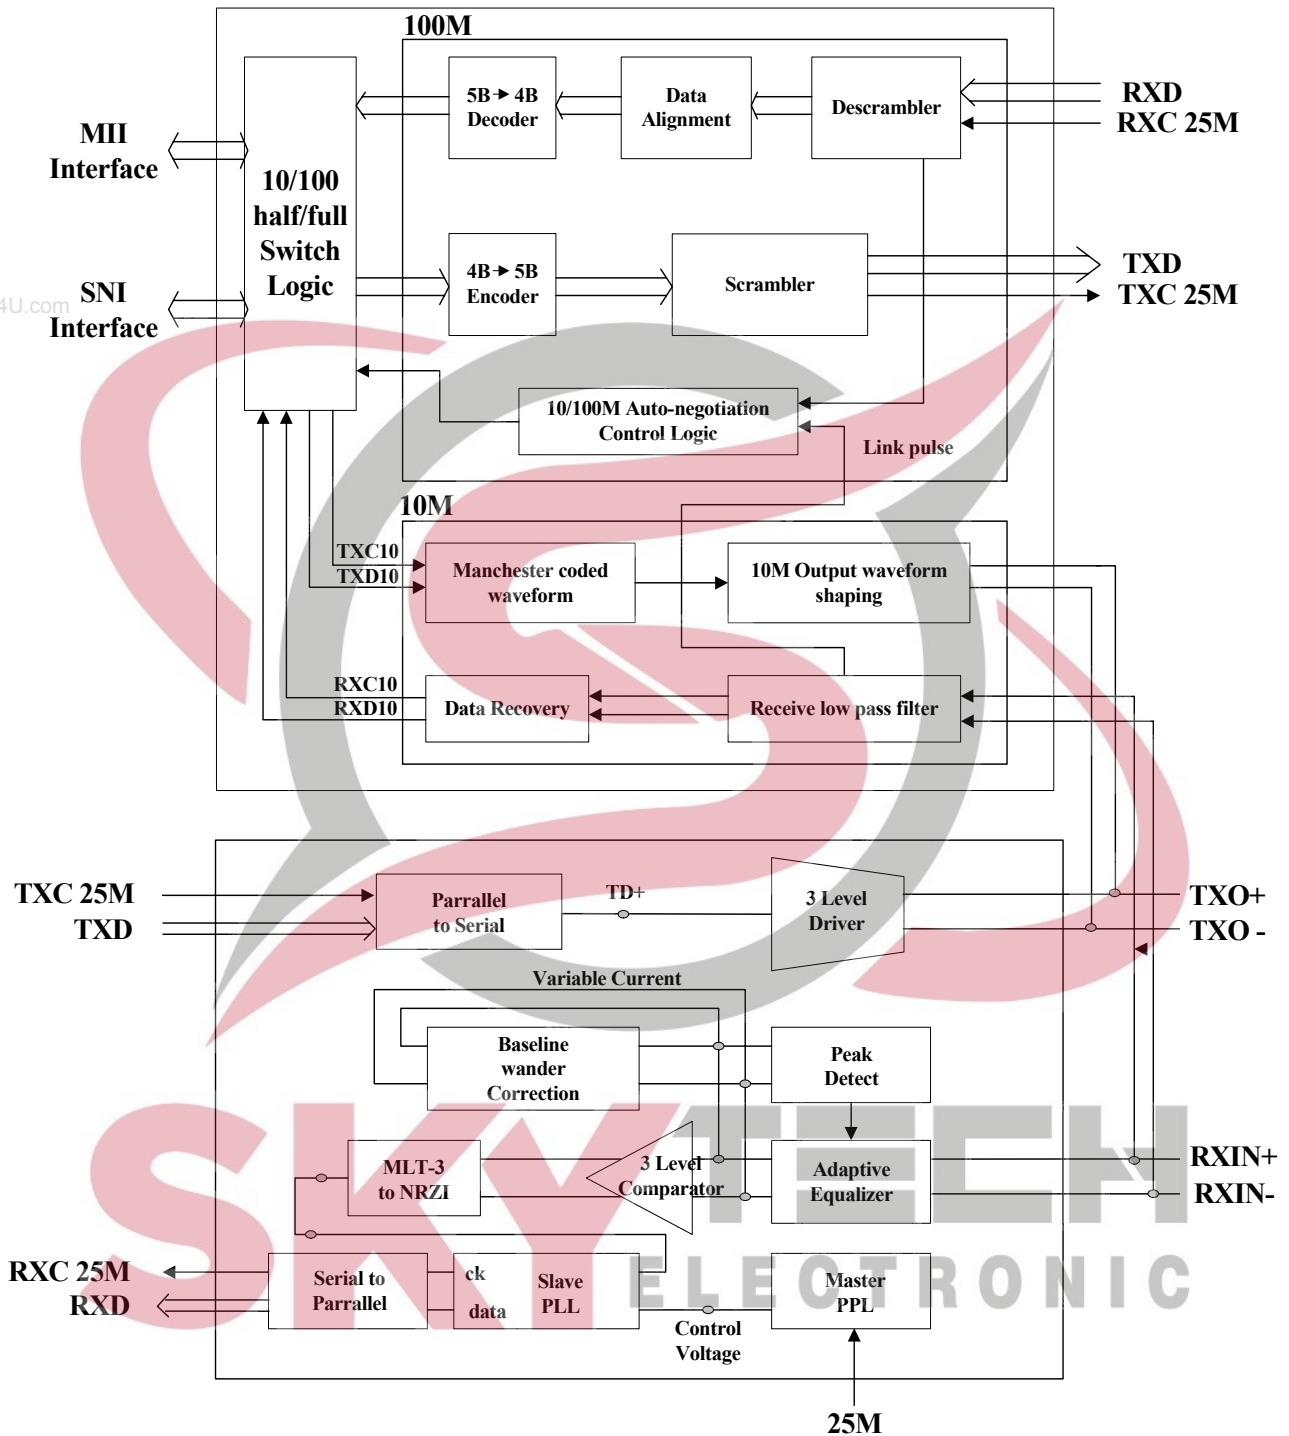 100M
5B → 4B
Decoder
Data
Alignment
Descrambler
RXD
RXC 25M
MII
Interface
10/100
half/full
Switch
Logic
4B → 5B
Encoder
Scrambler
TXD
TXC 25M
4U.com
SNI
Interface
10/100M Auto-negotiation
Control Logic
Link pulse
10M
TXC10
TXD10
Manchester coded
waveform
10M Output waveform
shaping
RXC10
RXD10
Data Recovery
Receive low pass filter
TXC 25M
TXD
Parrallel
to Serial
TD+
3 Level
Driver
TXO+
TXO -
Variable Current
Baseline
wander
Correction
Peak
Detect
MLT-3
to NRZI
3 Level
Comparator
Adaptive
Equalizer
RXIN+
RXIN-
SKYTECH
ELECTRONIC
RXC 25M
RXD
Serial to
Parrallel
ck
data
Slave
PLL
Control
Voltage
Master
PPL
25M